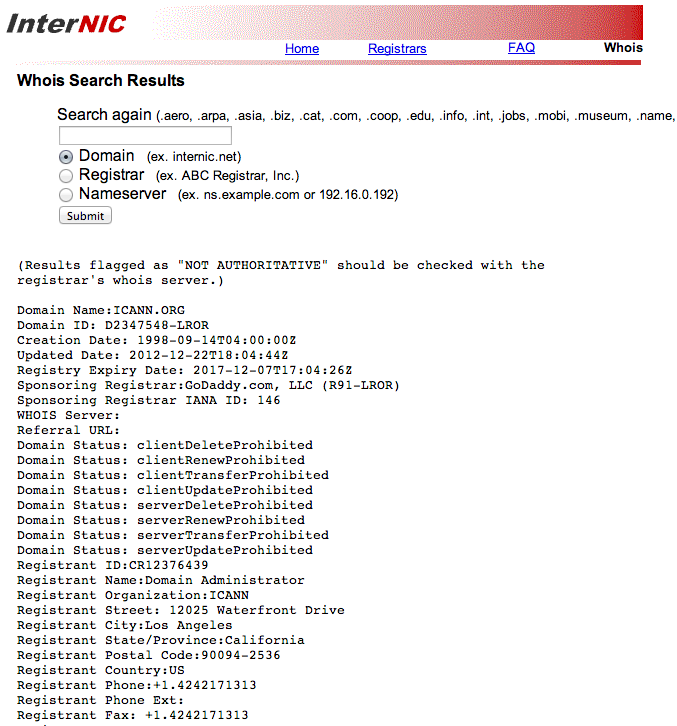 InterNIC
Home Registrars FAQ Whois
Whois Search Results
Search again (.aero, .arpa, .asia, .biz, .cat, .com, .coop, .edu, .info, .int, .jobs, .mobi, .museum, .name,
Domain (ex. internic.net)
Registrar (ex. ABC Registrar, Inc.)
Nameserver (ex. ns.example.com or 192.16.0.192)
Submit
(Results flagged as "NOT AUTHORITATIVE" should be checked with the
registrar's whois server.)
Domain Name:ICANN.ORG
Domain ID: D2347548-LROR
Creation Date: 1998-09-14T04:00:00Z
Updated Date: 2012-12-22T18:04:44Z
Registry Expiry Date: 2017-12-07T17:04:26Z
Sponsoring Registrar:GoDaddy.com, LLC (R91-LROR)
Sponsoring Registrar IANA ID: 146
WHOIS Server:
Referral URL:
Domain Status: clientDeleteProhibited
Domain Status: clientRenewProhibited
Domain Status: clientTransferProhibited
Domain Status: clientUpdateProhibited
Domain Status: serverDeleteProhibited
Domain Status: serverRenewProhibited
Domain Status: serverTransferProhibited
Domain Status: serverUpdateProhibited
Registrant ID:CR12376439
Registrant Name:Domain Administrator
Registrant Organization:ICANN
Registrant Street: 12025 Waterfront Drive
Registrant City:Los Angeles
Registrant State/Province:California
Registrant Postal Code:90094-2536
Registrant Country:US
Registrant Phone:+1.4242171313
Registrant Phone Ext:
Registrant Fax: +1.4242171313